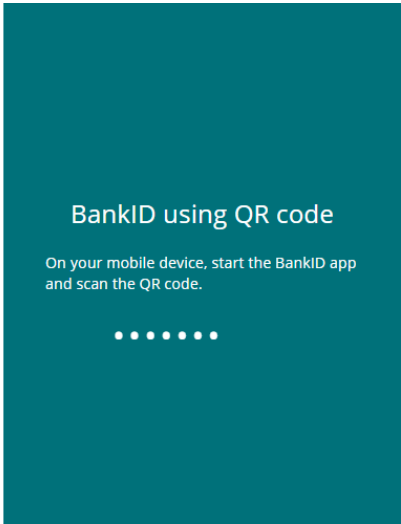 BankID using QR code
On your mobile device, start the BankID app
and scan the QR code.